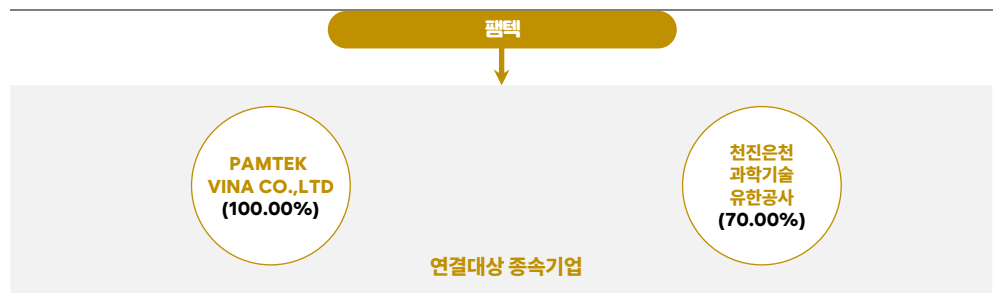 팸텍
PAMTEK
VINA CO.,LTD
(100.00%)
천진은천
과학기술
유한공사
(70.00%)
연결대상 종속기업